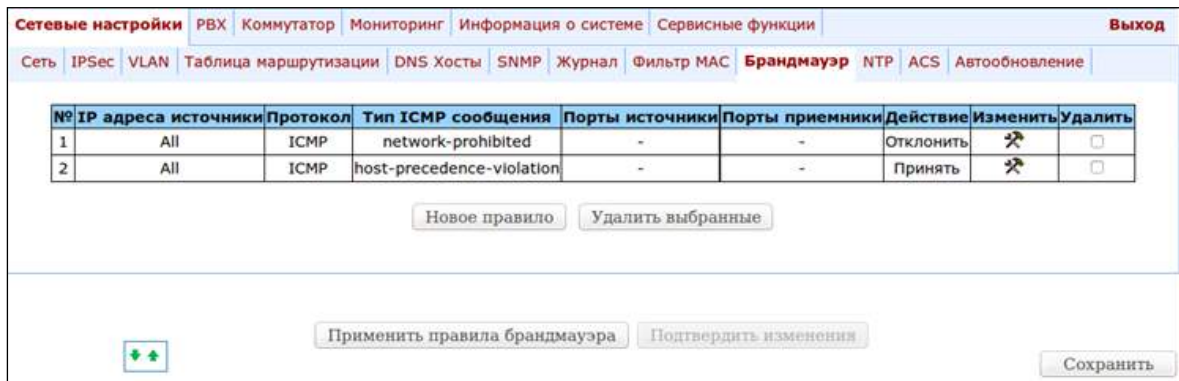 Сетевые настройки PBX Коммутатор Мониторинг Информация о системе Сервисные функции Выход
Сеть IPSec VLAN Таблица маршрутизации DNS Хосты SNMP Журнал Фильтр MAC Брандмауэр NTP ACS Автообновление
№ IP адреса источники Протокол Тип ICMP сообщения Порты источники Порты приемники Действие Изменить Удалить
1 All ICMP network-prohibited - - Отклонить
2 All ICMP host-precedence-violation - - Принять
Новое правило Удалить выбранные
Применить правила брандмауэра Подтвердить изменения
Сохранить